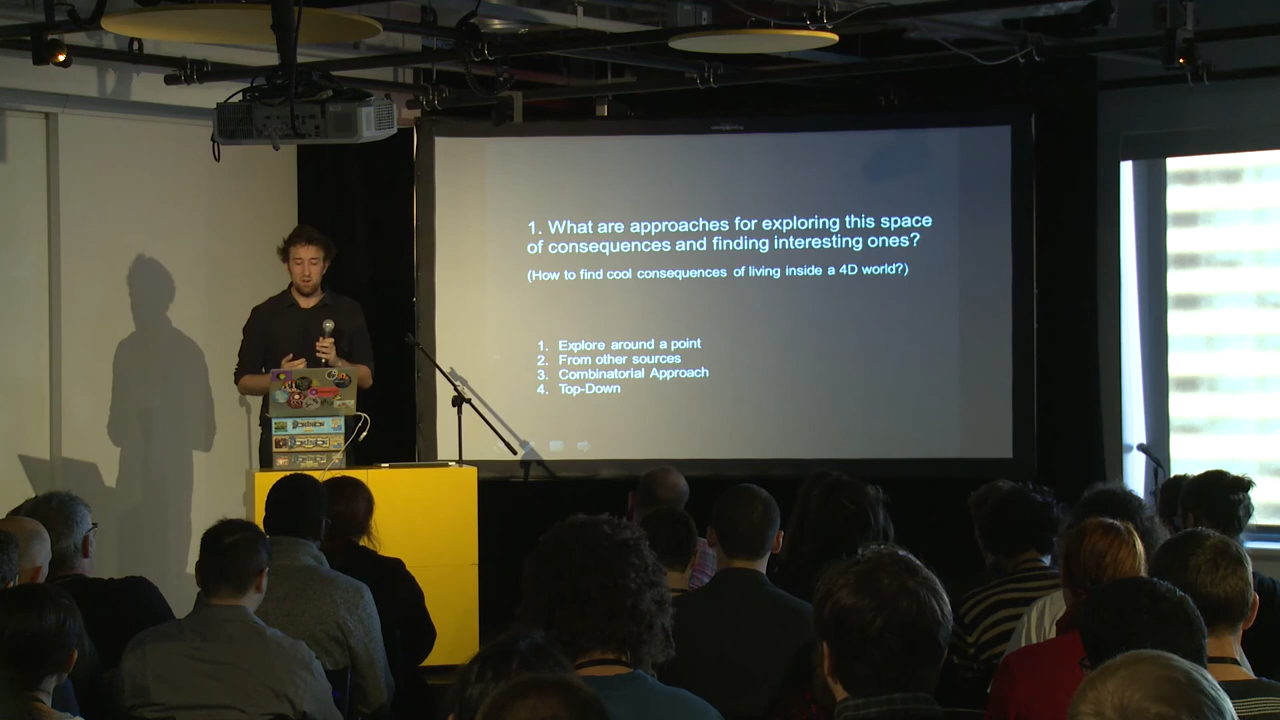 1. What are approaches for exploring this space
of consequences and finding interesting ones?
(How to find cool consequences of living inside a 4D world?)
1. Explore around a point
2. From other sources
3. Combinatorial Approach
4. Top-Down
DOMINION